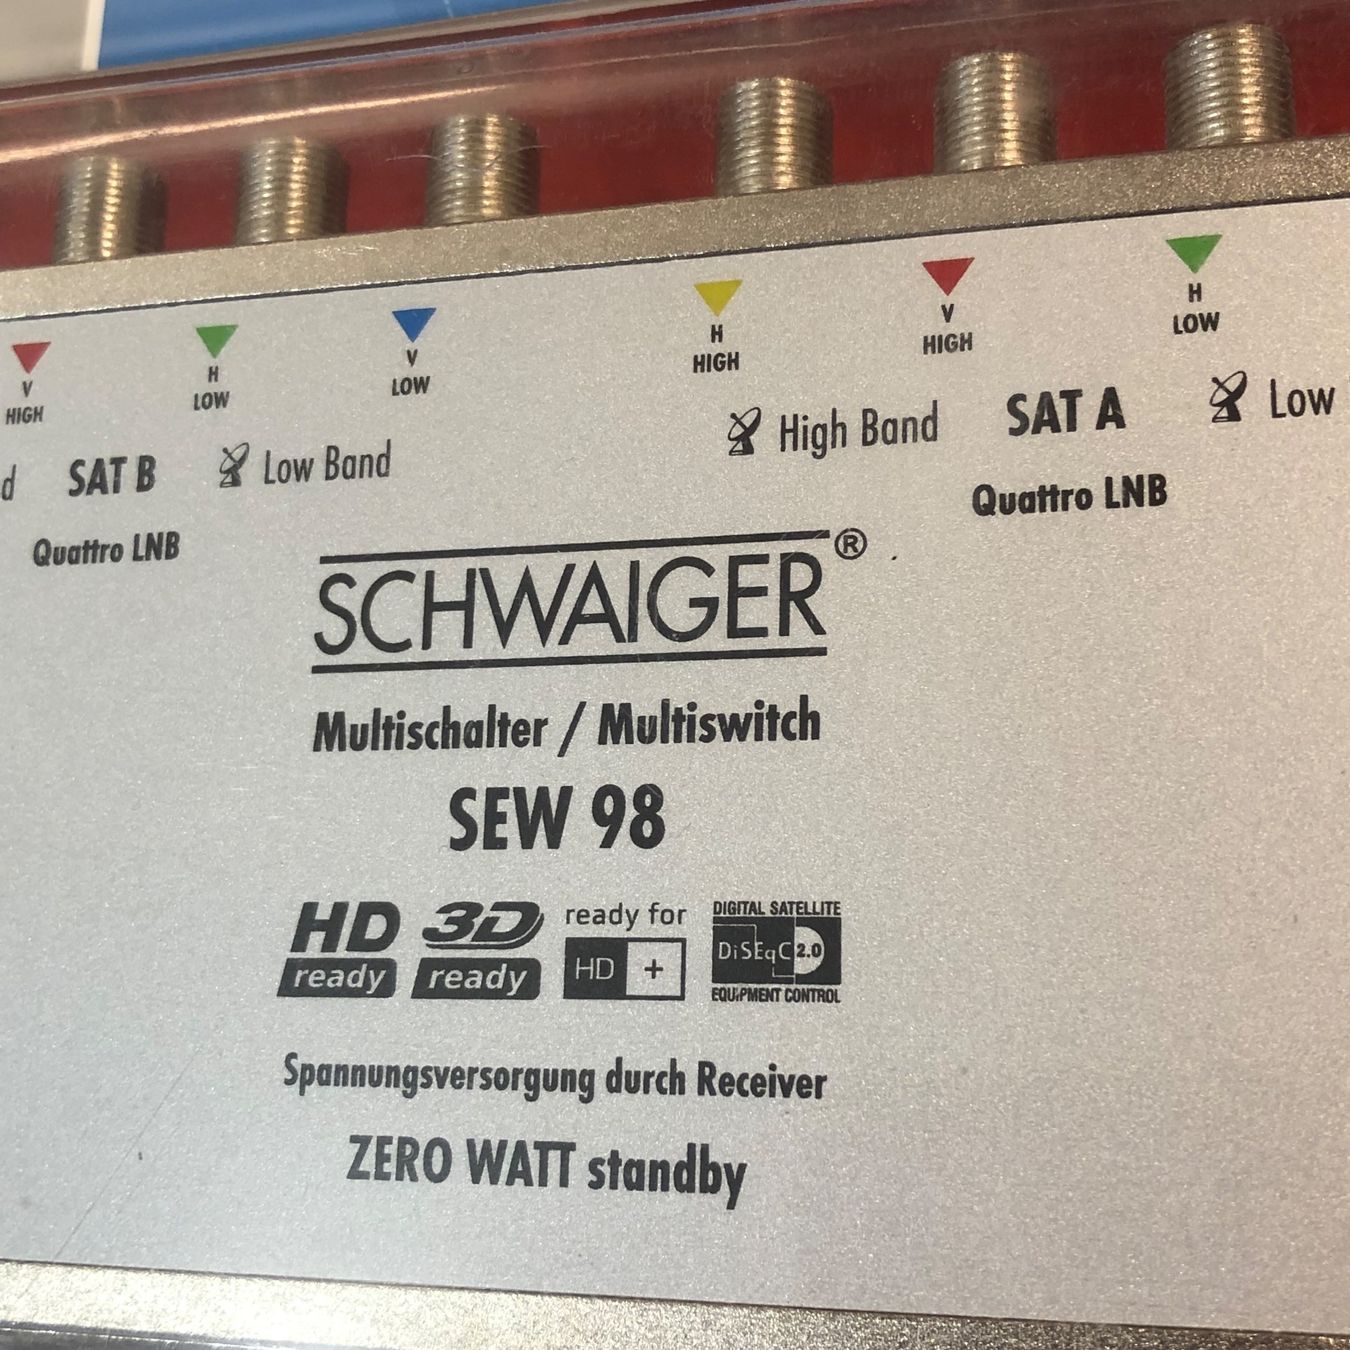 V HIGH
H LOW
V LOW
H HIGH
V HIGH
H LOW
d SAT B Low Band
High Band SAT A Low
Quattro LNB
Quattro LNB
SCHWAIGER®
Multischalter / Multiswitch
SEW 98
HD ready
3D ready
ready for HD +
DIGITAL SATELLITE
DiSEqC 2.0
EQUIPMENT CONTROL
Spannungsversorgung durch Receiver
ZERO WATT standby